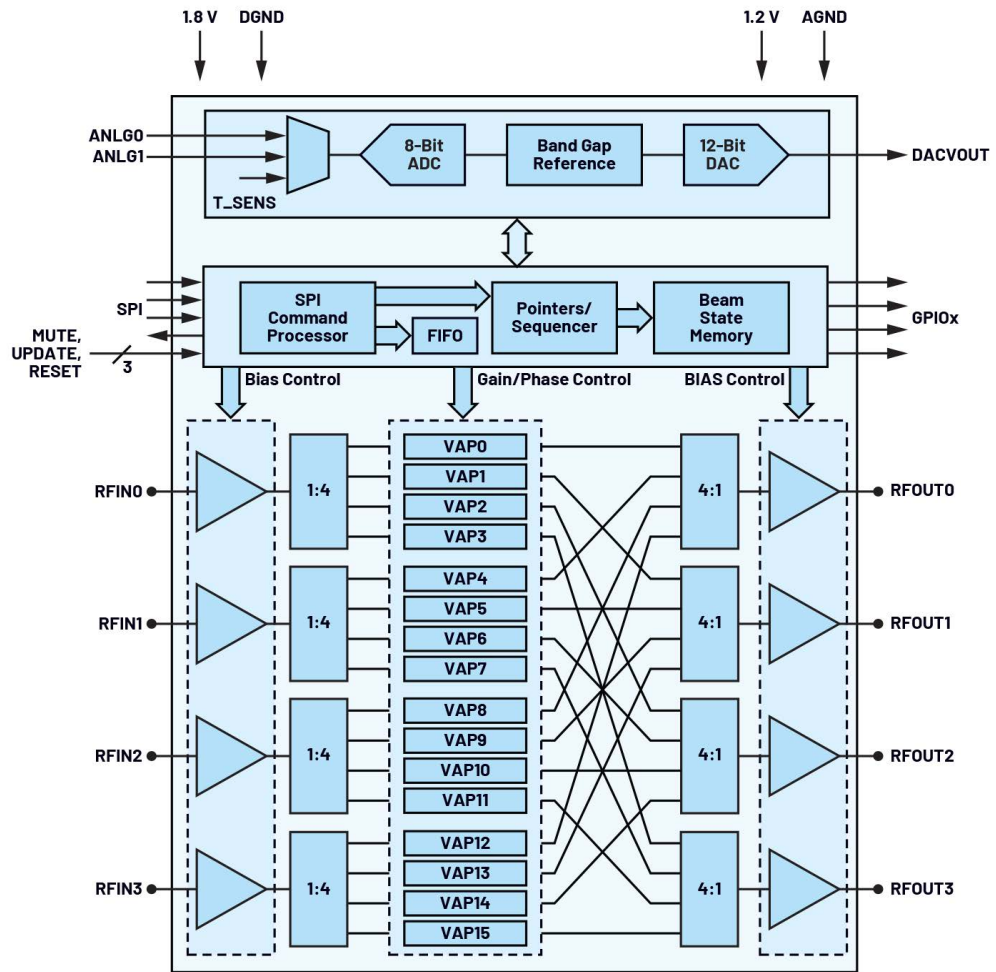 1.8 V
DGND
1.2 V
AGND
ANLG0
ANLG1
T_SENS
8-Bit
ADC
Band Gap
Reference
12-Bit
DAC
DACVOUT
SPI
MUTE,
UPDATE,
RESET
3
SPI
Command
Processor
FIFO
Pointers/
Sequencer
Beam
State
Memory
GPIOx
Bias Control
Gain/Phase Control
BIAS Control
RFIN0
1:4
VAP0
VAP1
VAP2
VAP3
4:1
RFOUT0
RFIN1
1:4
VAP4
VAP5
VAP6
VAP7
4:1
RFOUT1
RFIN2
1:4
VAP8
VAP9
VAP10
VAP11
4:1
RFOUT2
RFIN3
1:4
VAP12
VAP13
VAP14
VAP15
4:1
RFOUT3